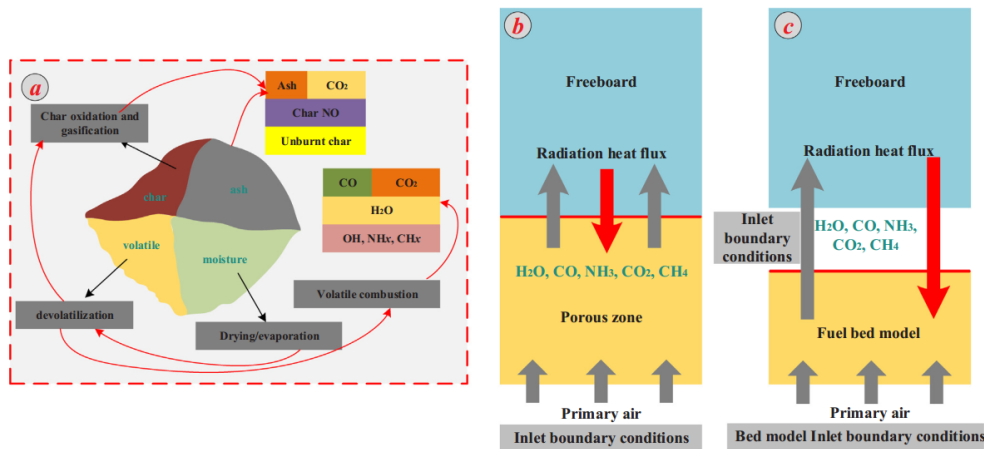 a
Ash
CO₂
Char NO
Unburnt char
Char oxidation and
gasification
char
ash
volatile
moisture
CO
CO₂
H₂O
OH, NHx, CHx
Volatile combustion
devolatilization
Drying/evaporation
b
Freeboard
Radiation heat flux
H₂O, CO, NH₃, CO₂, CH₄
Porous zone
Primary air
Inlet boundary conditions
c
Freeboard
Radiation heat flux
Inlet
boundary
conditions
H₂O, CO, NH₃,
CO₂, CH₄
Fuel bed model
Primary air
Bed model Inlet boundary conditions